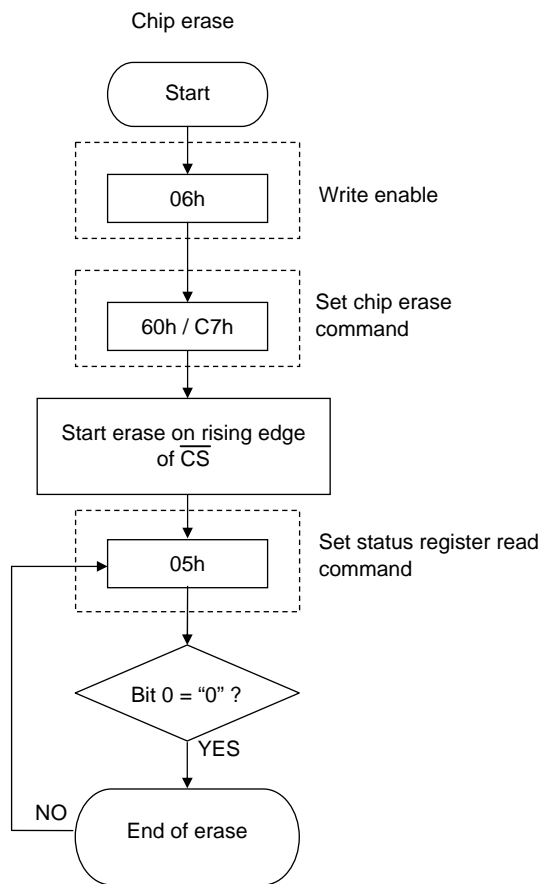 Chip erase
Start
06h
Write enable
60h / C7h
Set chip erase
command
Start erase on rising edge
of C̅S̅
05h
Set status register read
command
Bit 0 = “0” ?
YES
NO
End of erase